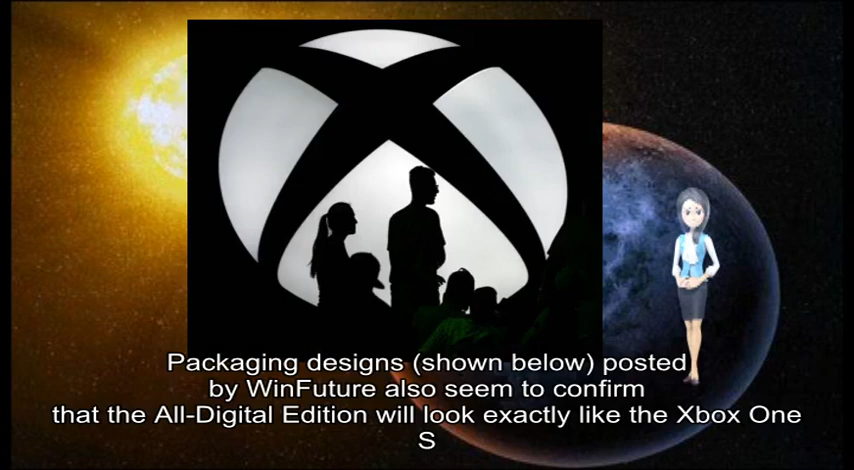 Packaging designs (shown below) posted
by WinFuture also seem to confirm
that the All-Digital Edition will look exactly like the Xbox One
S